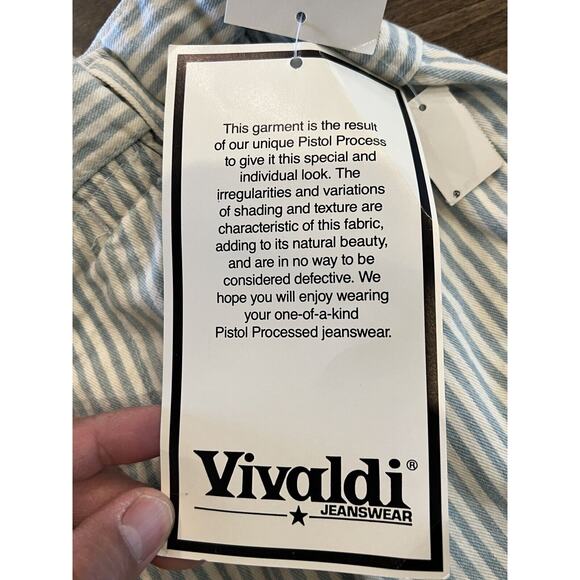 This garment is the result
of our unique Pistol Process
to give it this special and
individual look. The
irregularities and variations
of shading and texture are
characteristic of this fabric,
adding to its natural beauty,
and are in no way to be
considered defective. We
hope you will enjoy wearing
your one-of-a-kind
Pistol Processed jeanswear.
Vivaldi®
JEANSWEAR